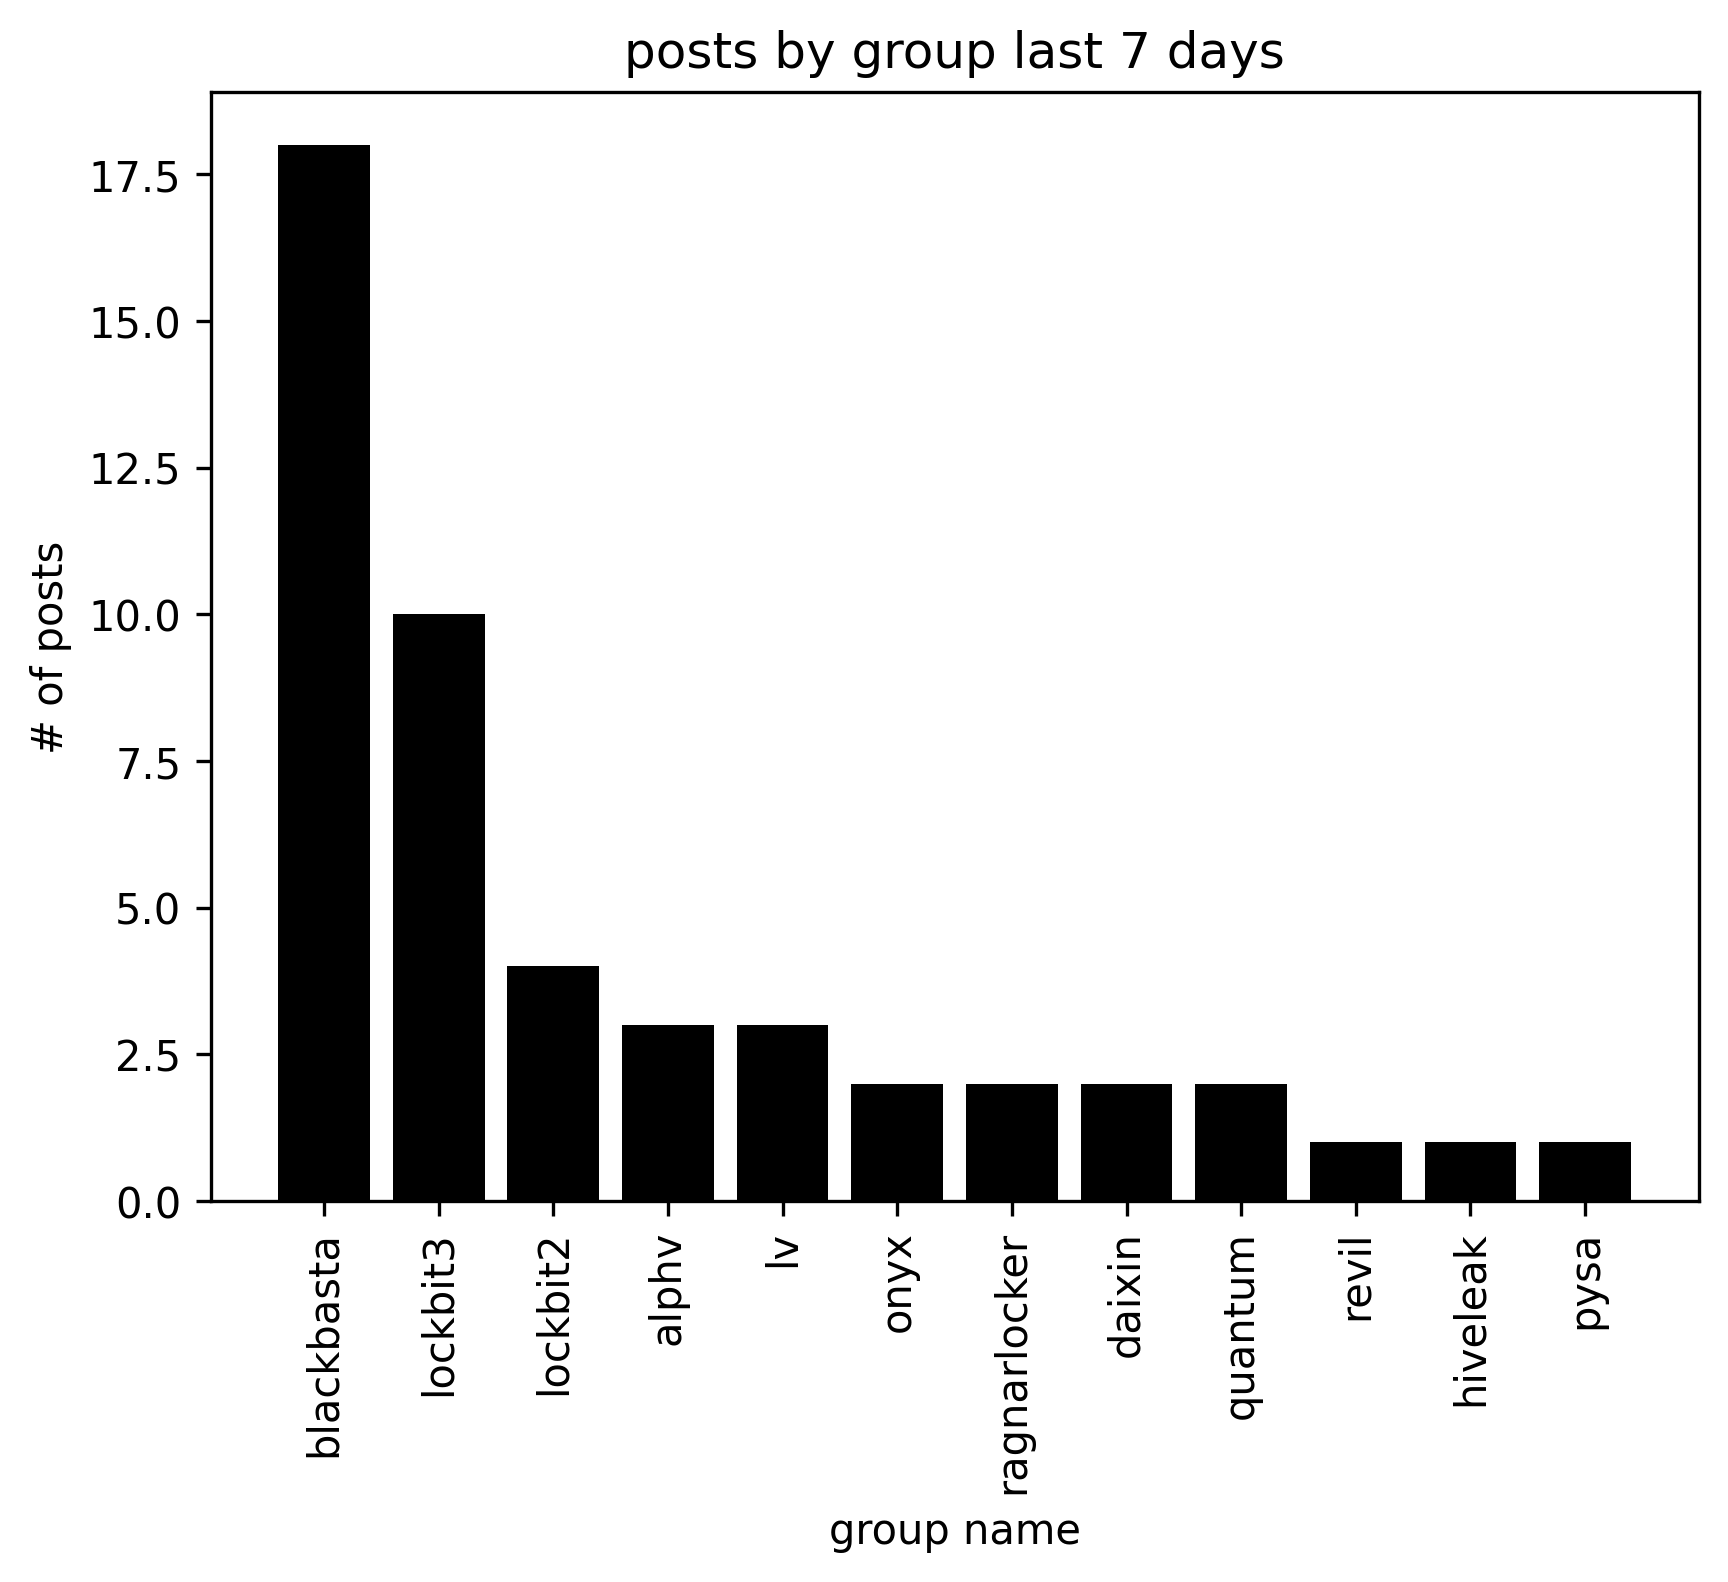 posts by group last 7 days
# of posts
17.5
15.0
12.5
10.0
7.5
5.0
2.5
0.0
blackbasta
lockbit3
lockbit2
alphv
lv
onyx
ragnarlocker
daixin
quantum
revil
hiveleak
pysa
group name